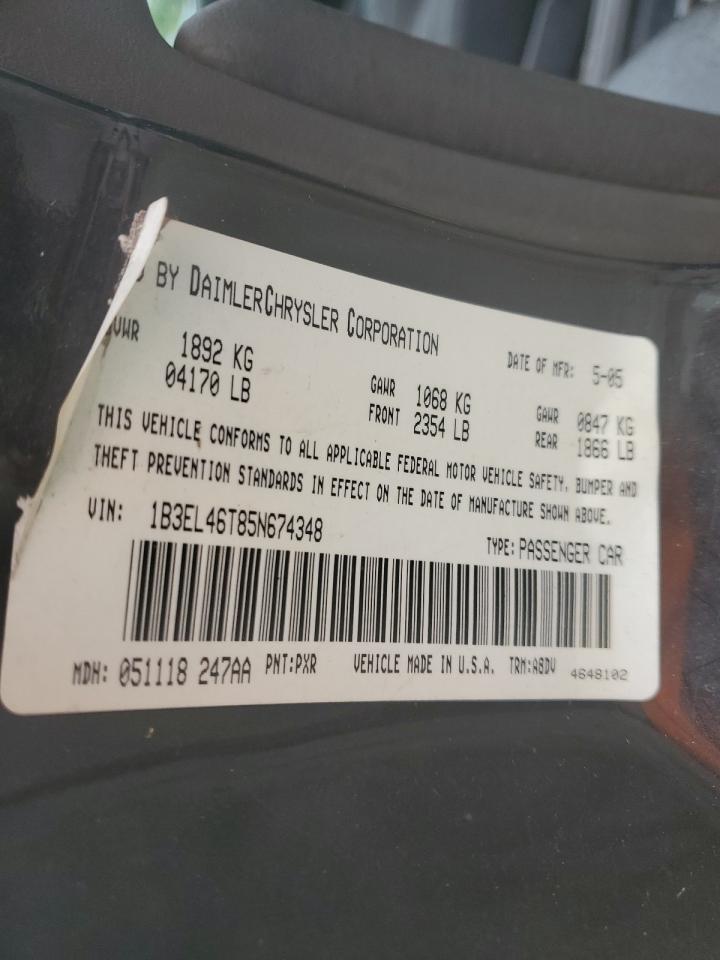 BY DAIMLERCHRYSLER CORPORATION DATE OF MFR: 5-05
VWR 1892 KG GAWR 1068 KG GAWR 0847 KG
04170 LB FRONT 2354 LB REAR 1866 LB
THIS VEHICLE CONFORMS TO ALL APPLICABLE FEDERAL MOTOR VEHICLE SAFETY, BUMPER AND
THEFT PREVENTION STANDARDS IN EFFECT ON THE DATE OF MANUFACTURE SHOWN ABOVE.
VIN: 1B3EL46T85N674348 TYPE: PASSENGER CAR
MDH: 051118 247AA PNT:PXR VEHICLE MADE IN U.S.A. TRM:A8DV 4648102